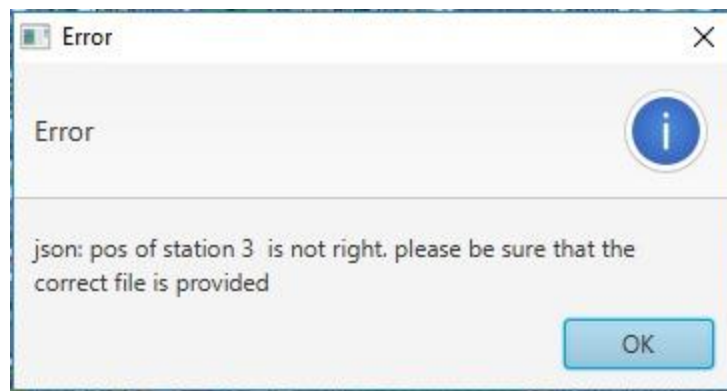 Error
Error
json: pos of station 3  is not right. please be sure that the
correct file is provided
OK